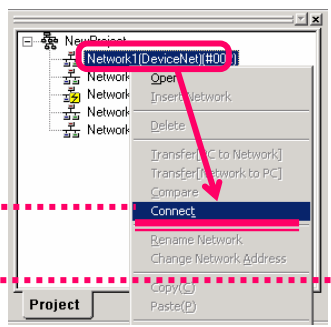 NewProject
Network1(DeviceNet)(#00
Network
Network
Network
Network
Open
Insert Network
Delete
Transfer[PC to Network]
Transfer[Network to PC]
Compare
Connect
Rename Network
Change Network Address
Copy(C)
Paste(P)
Project